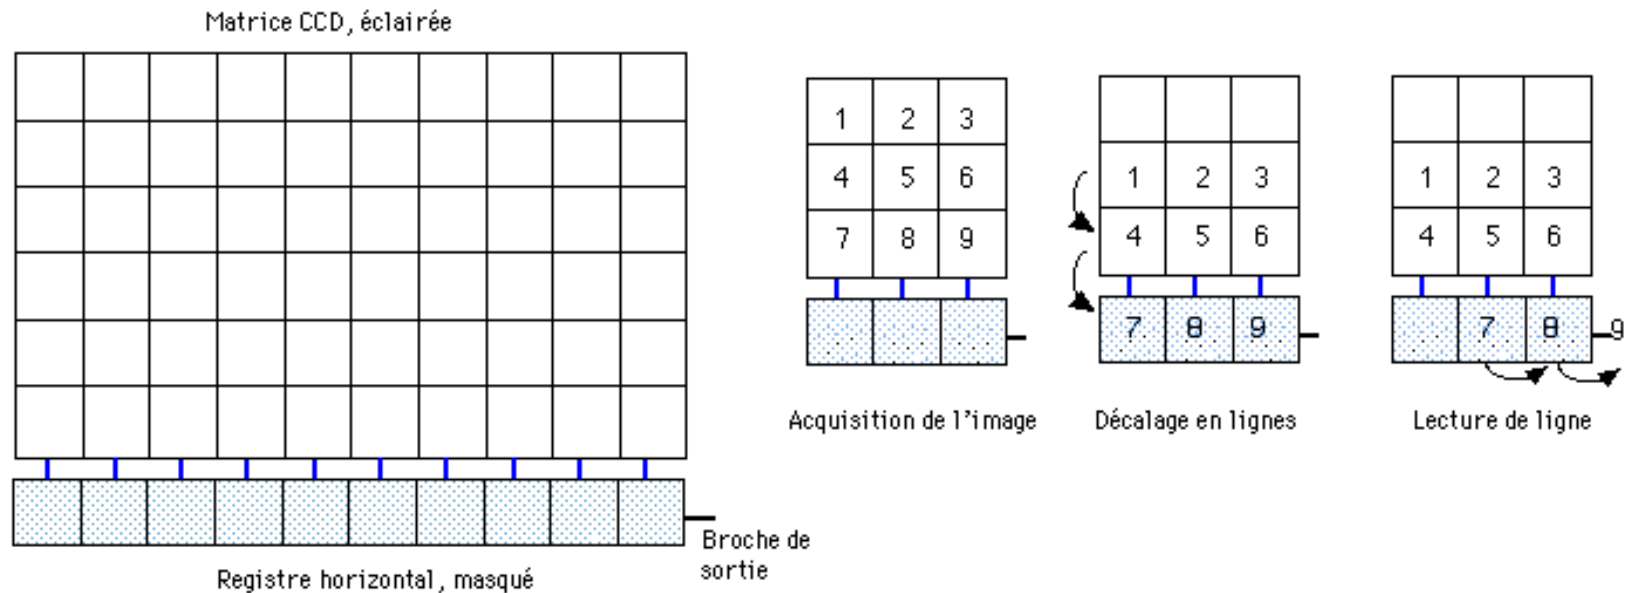 Matrice CCD, éclairée
1 2 3
4 5 6
7 8 9
1 2 3
4 5 6
7 8 9
1 2 3
4 5 6
7 8 9
Acquisition de l'image
Décalage en lignes
Lecture de ligne
Broche de
sortie
Registre horizontal, masqué